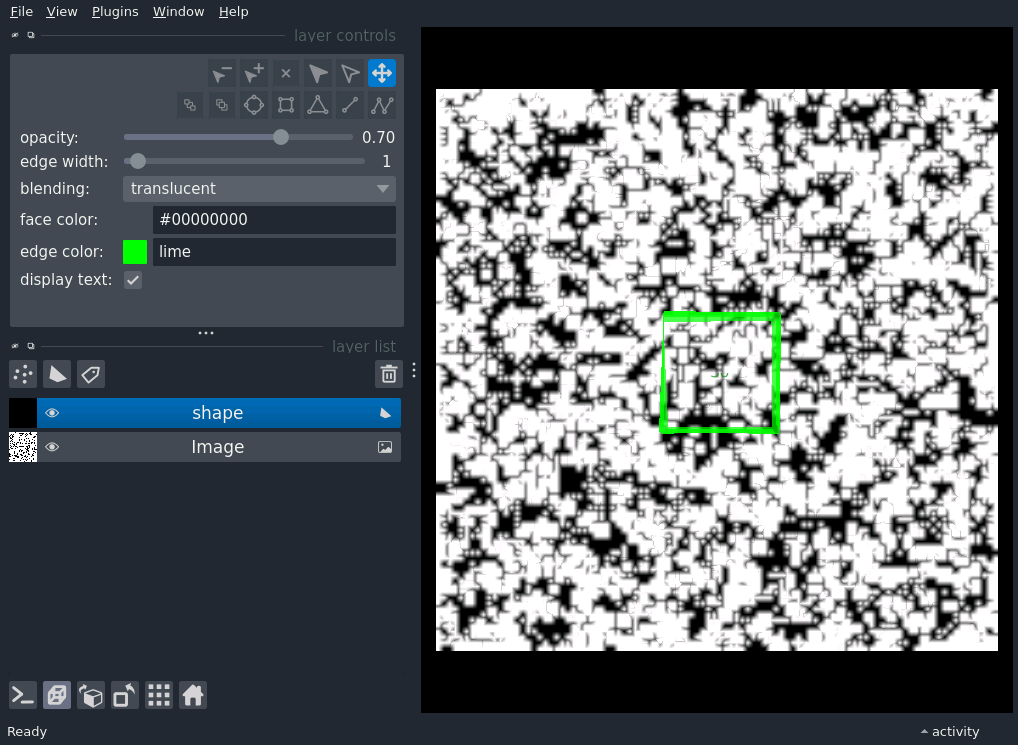 File View Plugins Window Help
layer controls
opacity: 0.70
edge width: 1
blending: translucent
face color: #00000000
edge color: lime
display text:
layer list
shape
Image
Ready
activity